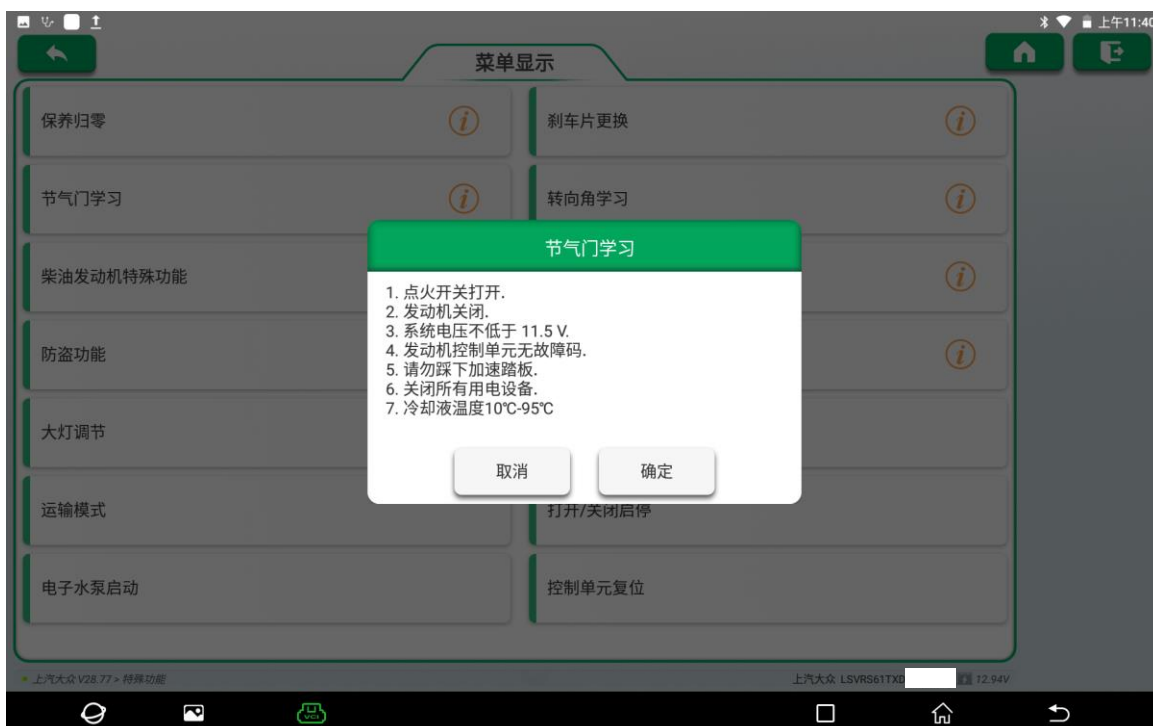 上午11:40
菜单显示
保养归零
刹车片更换
节气门学习
转向角学习
节气门学习
柴油发动机特殊功能
1. 点火开关打开.
2. 发动机关闭.
3. 系统电压不低于 11.5 V.
4. 发动机控制单元无故障码.
5. 请勿踩下加速踏板.
6. 关闭所有用电设备.
7. 冷却液温度10℃-95℃
防盗功能
大灯调节
取消
确定
运输模式
打开/关闭启停
电子水泵启动
控制单元复位
上汽大众 V28.77 > 特殊功能
上汽大众 LSVRS61TXD
12.94V
VCI